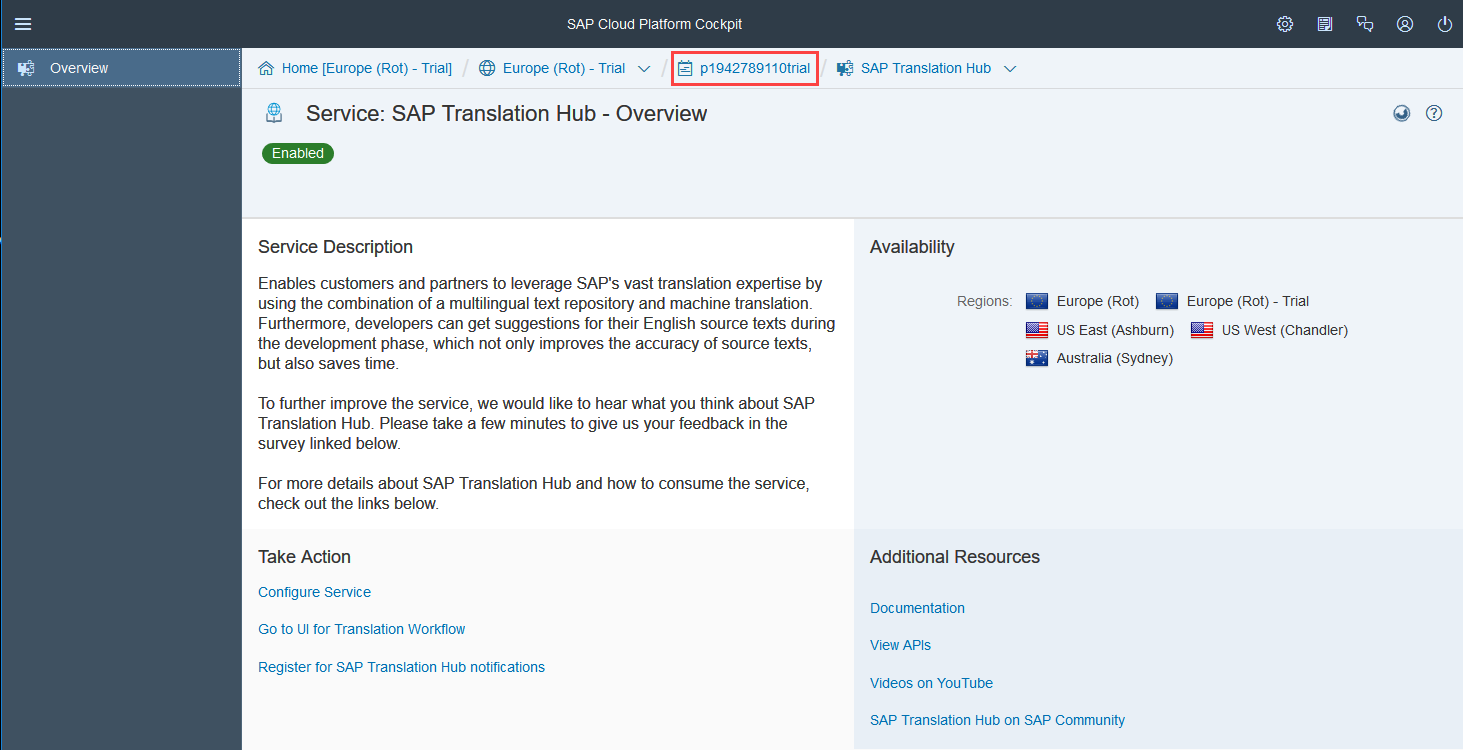 SAP Cloud Platform Cockpit
Overview
Home [Europe (Rot) - Trial] / Europe (Rot) - Trial / p1942789110trial / SAP Translation Hub
Service: SAP Translation Hub - Overview
Enabled
Service Description
Enables customers and partners to leverage SAP's vast translation expertise by
using the combination of a multilingual text repository and machine translation.
Furthermore, developers can get suggestions for their English source texts during
the development phase, which not only improves the accuracy of source texts,
but also saves time.
To further improve the service, we would like to hear what you think about SAP
Translation Hub. Please take a few minutes to give us your feedback in the
survey linked below.
For more details about SAP Translation Hub and how to consume the service,
check out the links below.
Availability
Regions: Europe (Rot) Europe (Rot) - Trial
US East (Ashburn) US West (Chandler)
Australia (Sydney)
Take Action
Configure Service
Go to UI for Translation Workflow
Register for SAP Translation Hub notifications
Additional Resources
Documentation
View APIs
Videos on YouTube
SAP Translation Hub on SAP Community